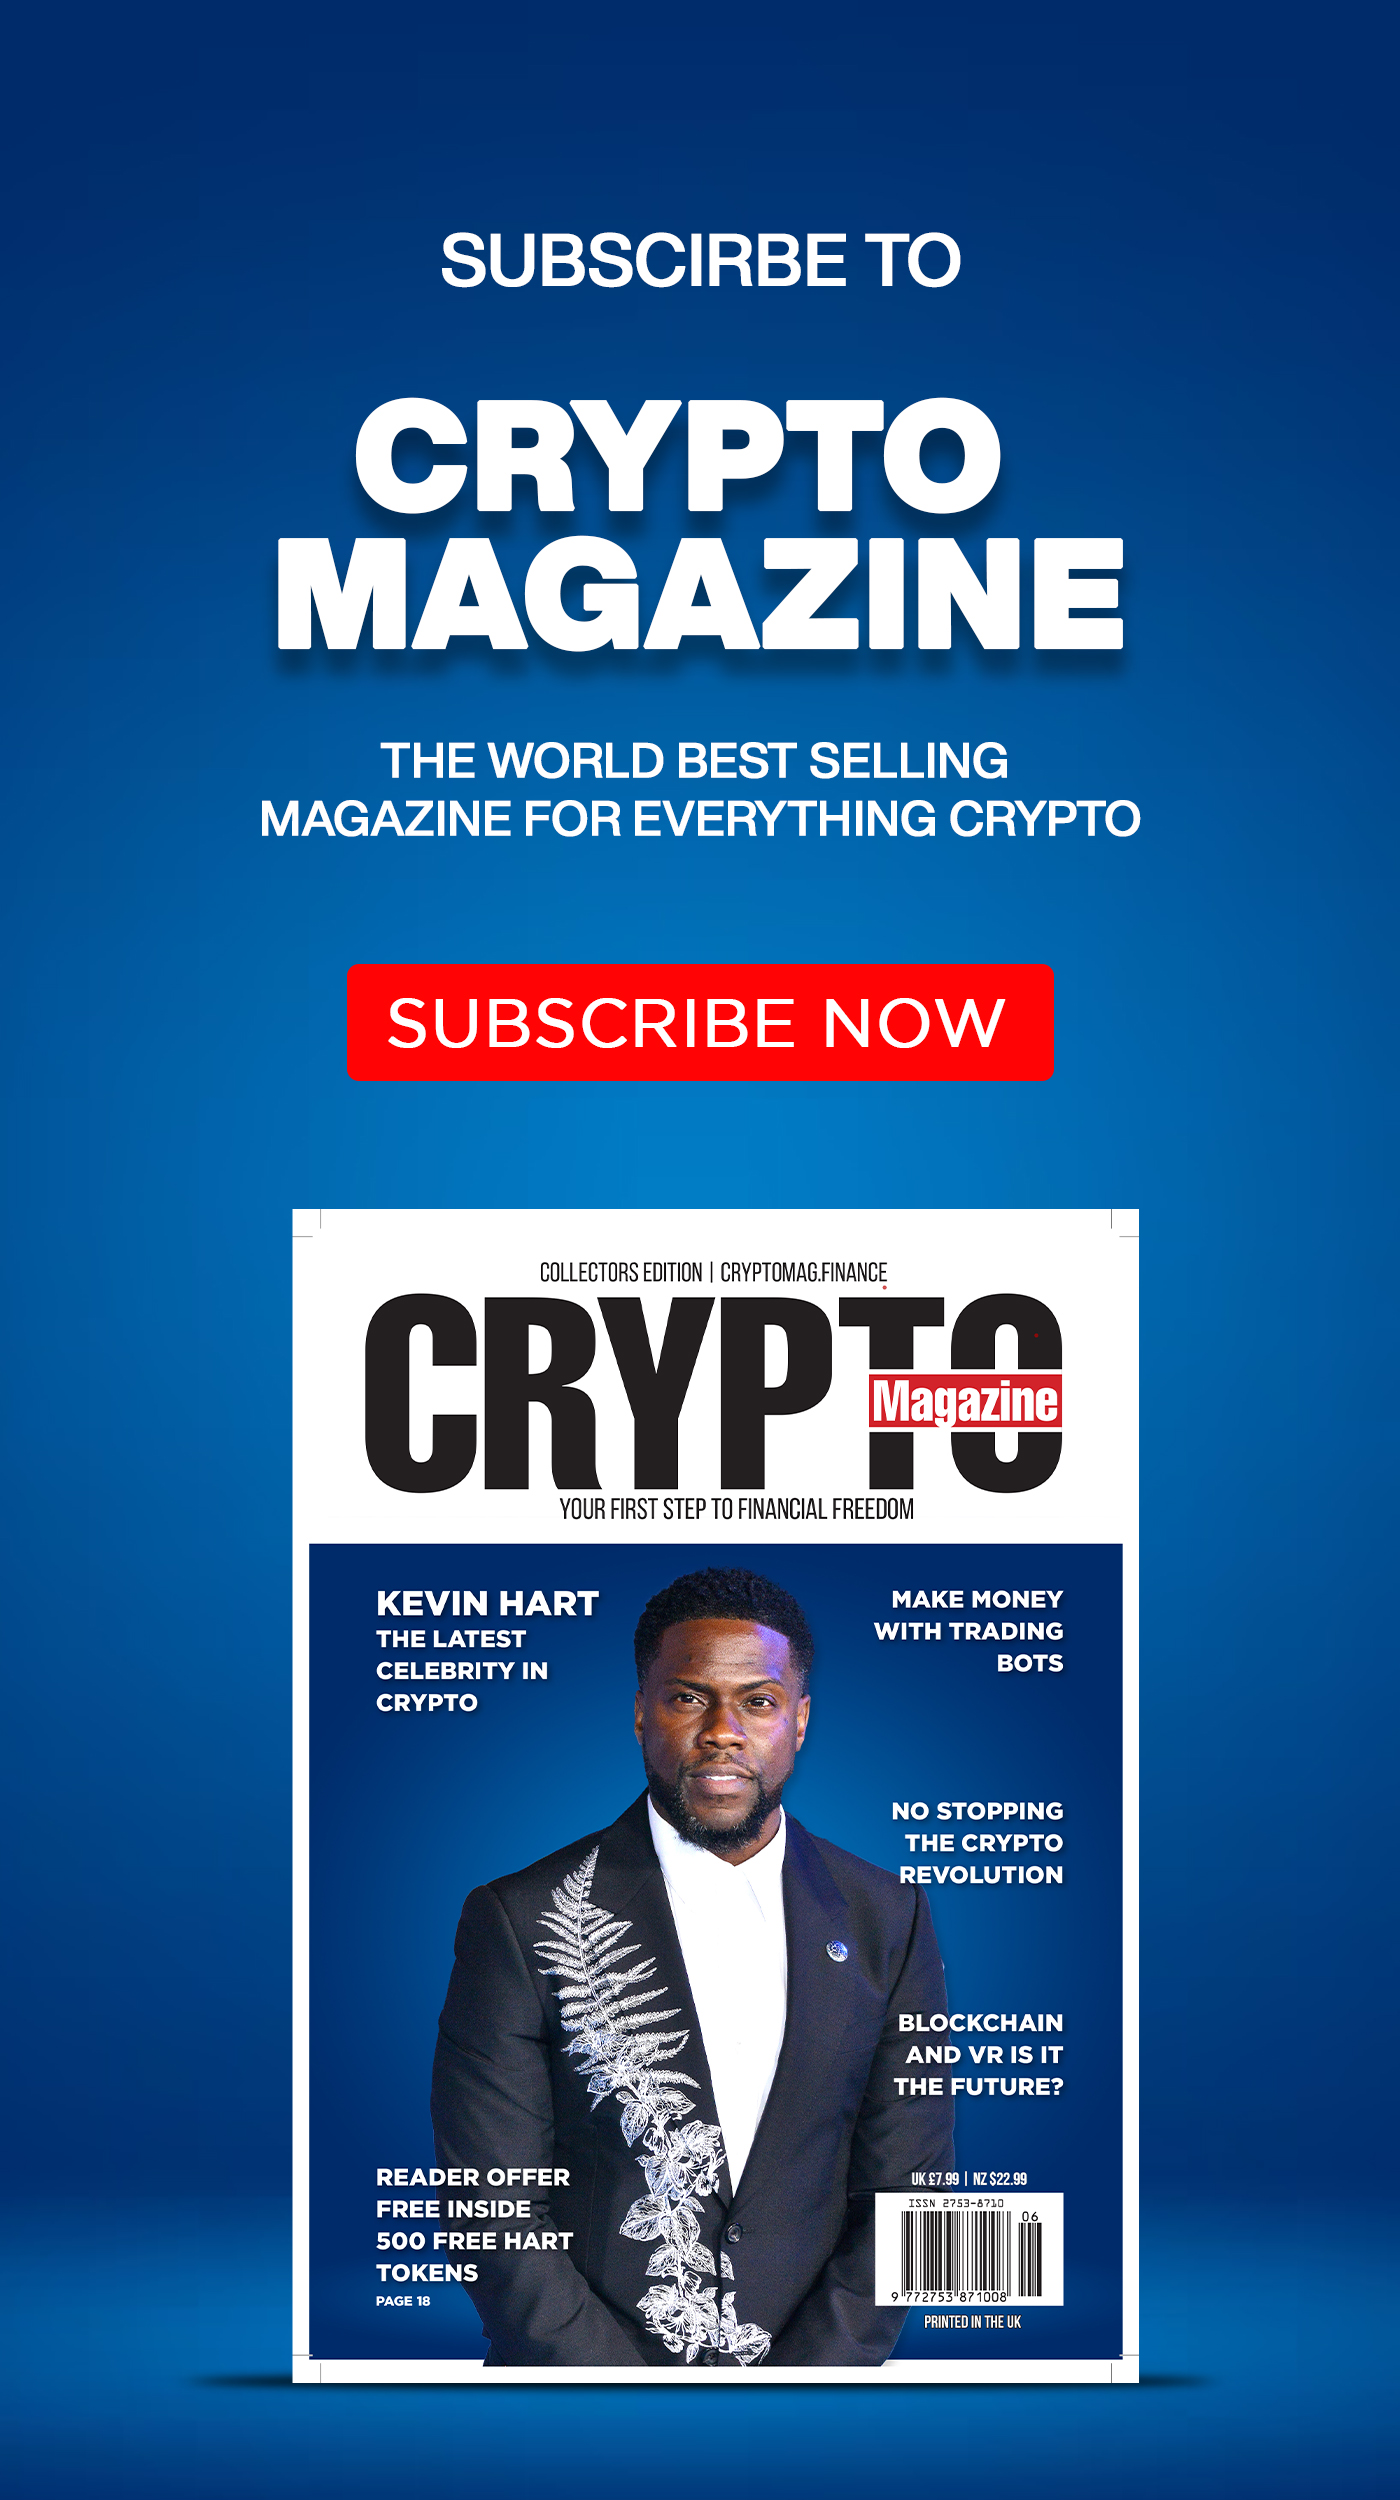 SUBSCIRBE TO
CRYPTO
MAGAZINE
THE WORLD BEST SELLING
MAGAZINE FOR EVERYTHING CRYPTO
SUBSCRIBE NOW
COLLECTORS EDITION | CRYPTOMAG.FINANCE
CRYPTO
Magazine
YOUR FIRST STEP TO FINANCIAL FREEDOM
KEVIN HART
THE LATEST
CELEBRITY IN
CRYPTO
MAKE MONEY
WITH TRADING
BOTS
NO STOPPING
THE CRYPTO
REVOLUTION
BLOCKCHAIN
AND VR IS IT
THE FUTURE?
READER OFFER
FREE INSIDE
500 FREE HART
TOKENS
PAGE 18
UK £7.99 | NZ $22.99
ISSN 2753-8710
06
9 772753 871008
PRINTED IN THE UK